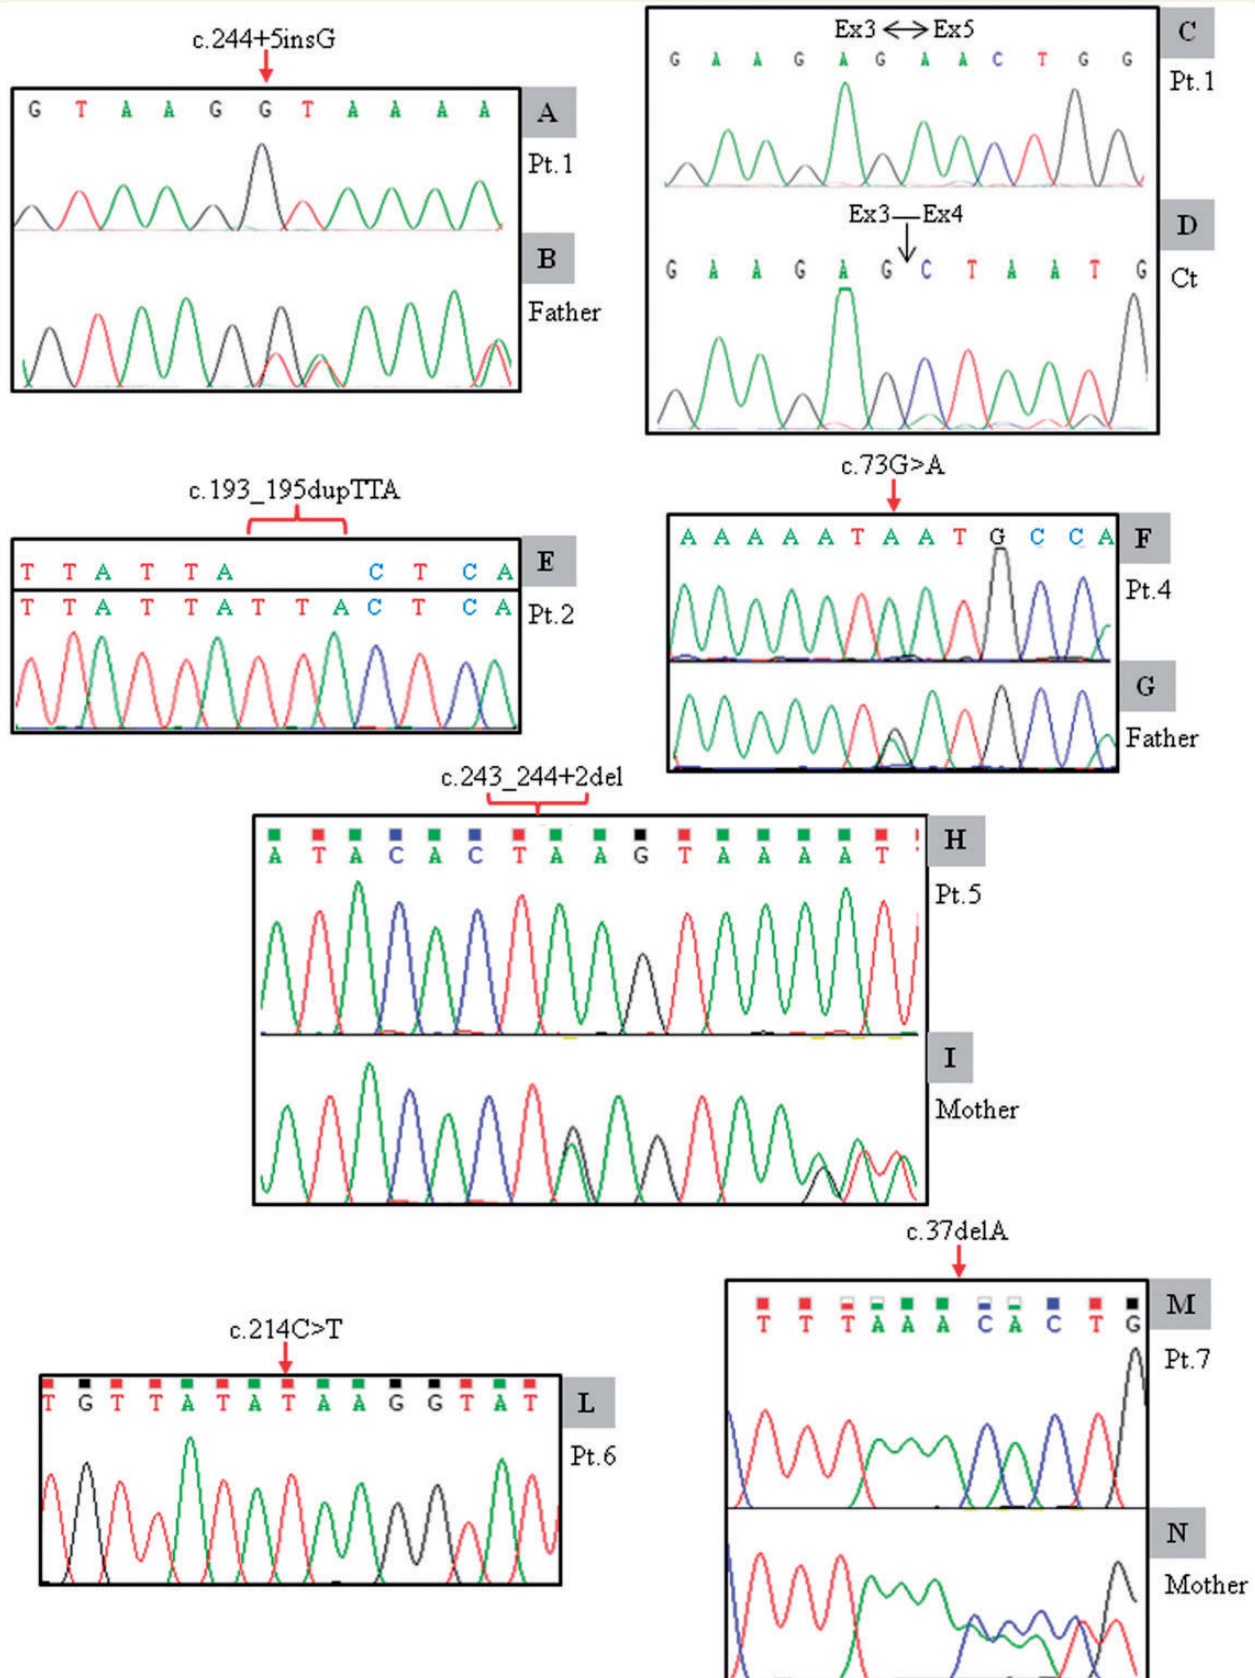 c.244+5insG
G T A A G G T A A A A
A
Pt.1
B
Father
Ex3 ↔ Ex5
G A A G A G A A C T G G
C
Pt.1
Ex3 — Ex4
G A A G A G C T A A T G
D
Ct
c.193_195dupTTA
T T A T T A C T C A
T T A T T A T T A C T C A
E
Pt.2
c.73G>A
A A A A A T A A T G C C A
F
Pt.4
G
Father
c.243_244+2del
A T A C A C T A A G T A A A A T
H
Pt.5
I
Mother
c.214C>T
T G T T A T A T A A G G T A T
L
Pt.6
c.37delA
T T T A A A C A C T G
M
Pt.7
N
Mother